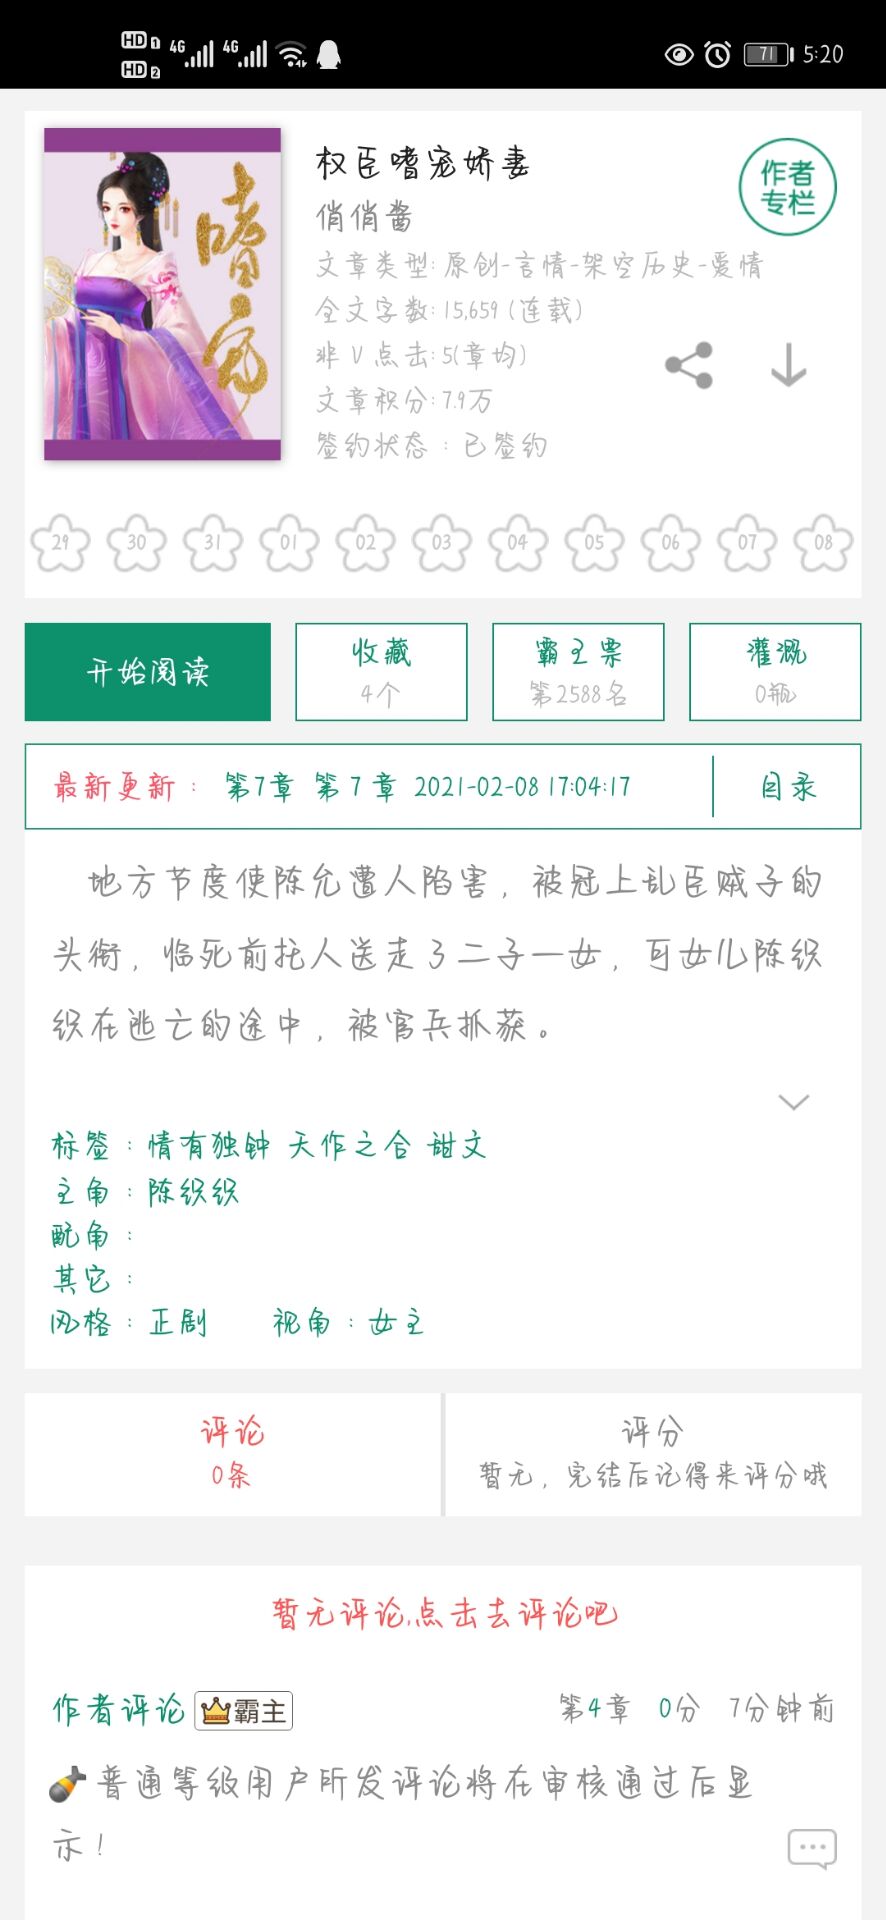 HD 1 4G 4G 71 5:20
HD 2
嗜宠
权臣嗜宠娇妻
俏俏酱
作者
专栏
文章类型:原创-言情-架空历史-爱情
全文字数:15,659 (连载)
非 V 点击:5(章均)
文章积分:7.9万
签约状态：已签约
29 30 31 01 02 03 04 05 06 07 08
开始阅读
收藏
4个
霸王票
第2588名
灌溉
0瓶
最新更新： 第7章 第 7 章 2021-02-08 17:04:17 目录
地方节度使陈允遭人陷害，被冠上乱臣贼子的
头衔，临死前托人送走了二子一女，可女儿陈织
织在逃亡的途中，被官兵抓获。
标签：情有独钟 天作之合 甜文
主角：陈织织
配角：
其它：
风格：正剧 视角：女主
评论
0条
评分
暂无，完结后记得来评分哦
暂无评论,点击去评论吧
作者评论 霸主 第4章 0分 7分钟前
普通等级用户所发评论将在审核通过后显
示！